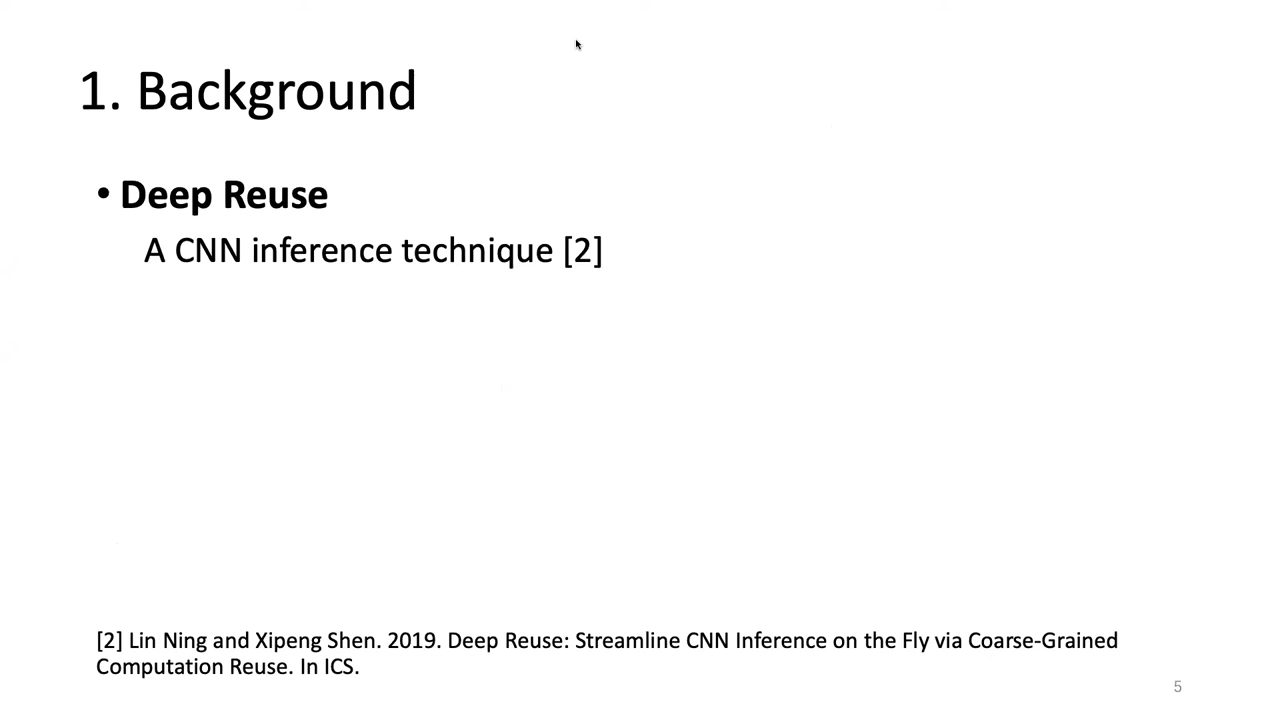 1. Background
• Deep Reuse
A CNN inference technique [2]
[2] Lin Ning and Xipeng Shen. 2019. Deep Reuse: Streamline CNN Inference on the Fly via Coarse-Grained
Computation Reuse. In ICS.
5